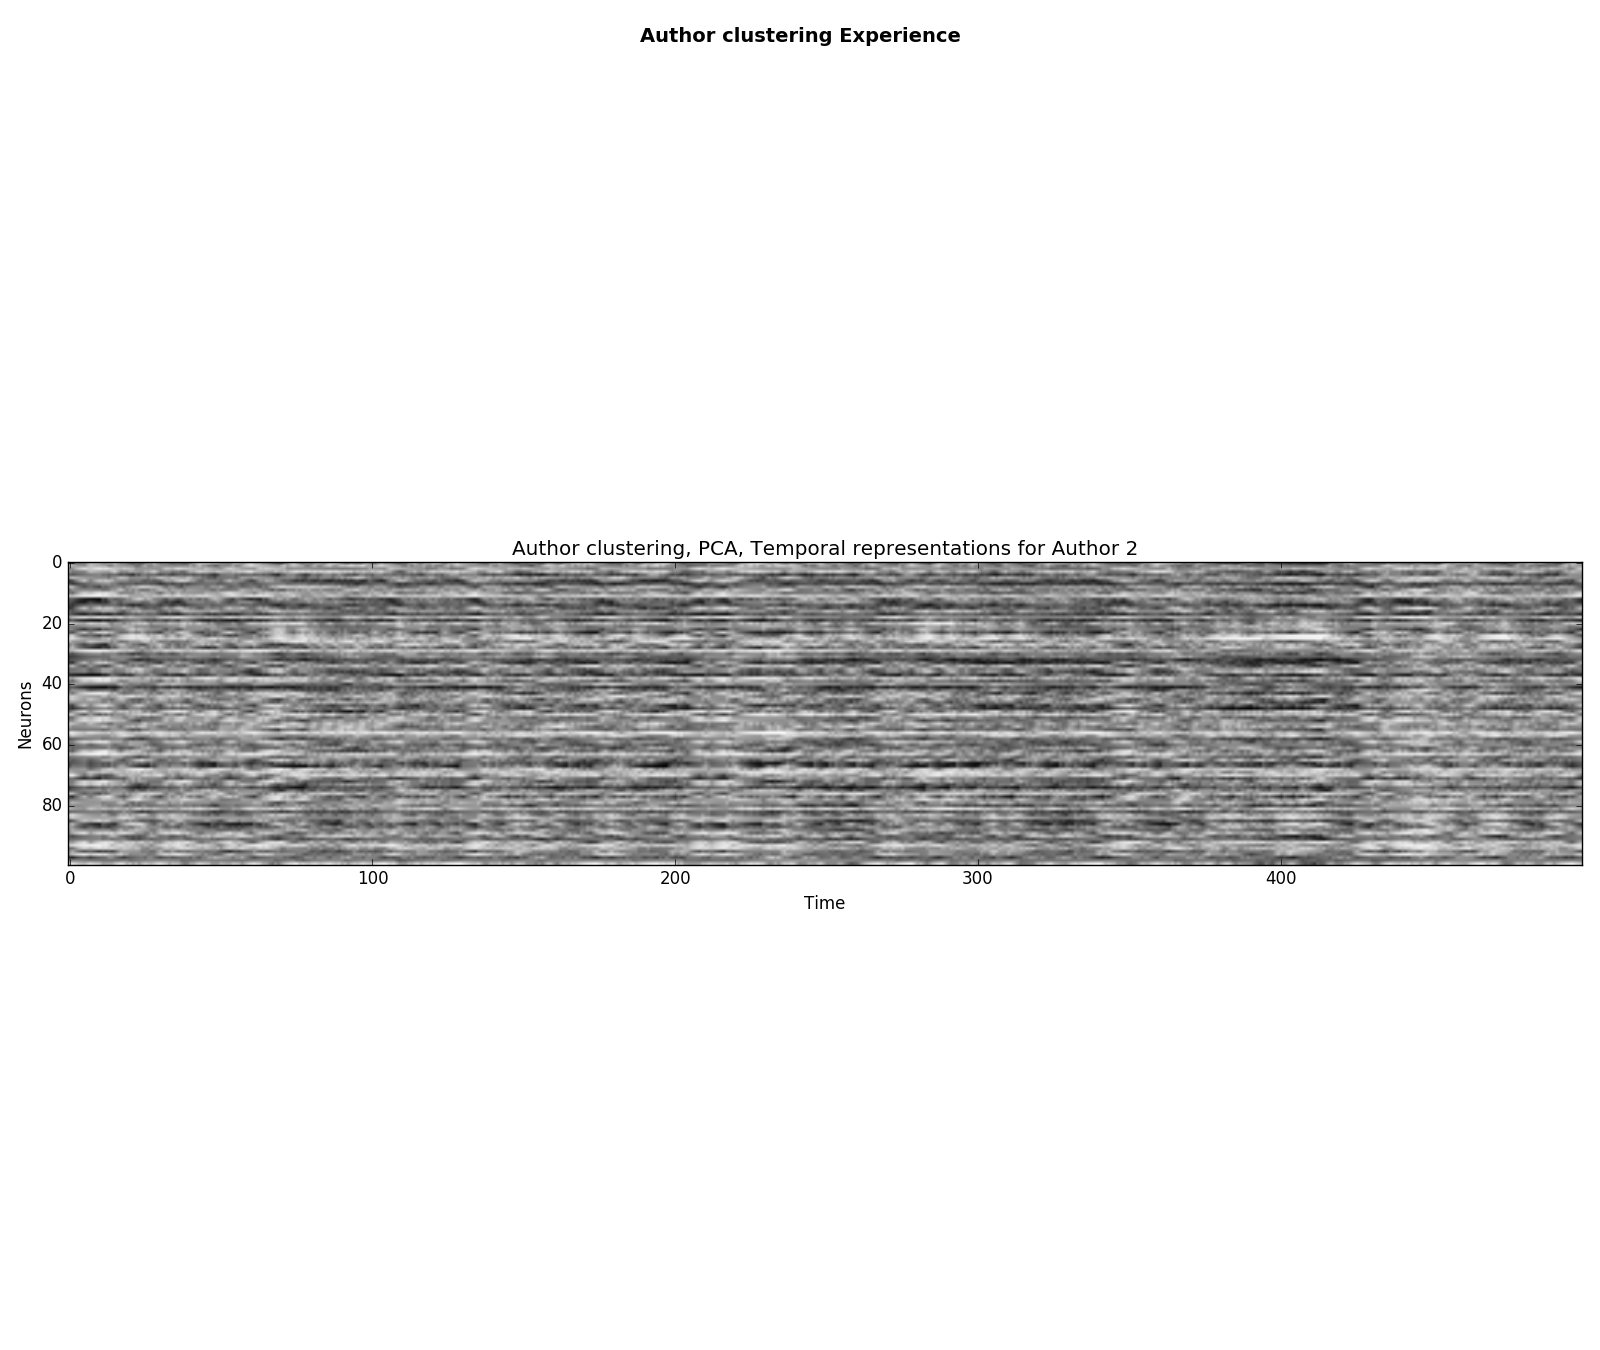 Author clustering Experience
Author clustering, PCA, Temporal representations for Author 2
0
20
40
60
80
Neurons
0 100 200 300 400
Time